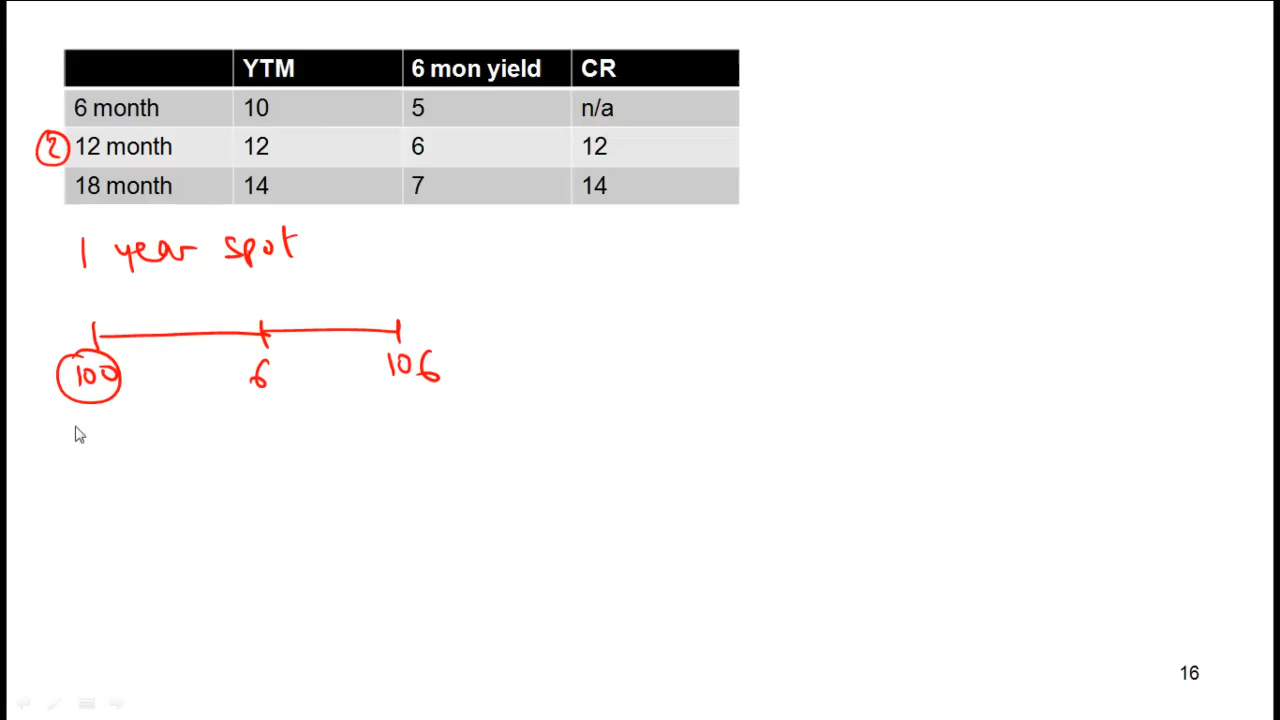 YTM 6 mon yield CR
6 month 10 5 n/a
2 12 month 12 6 12
18 month 14 7 14
1 year spot
100 6 106
16